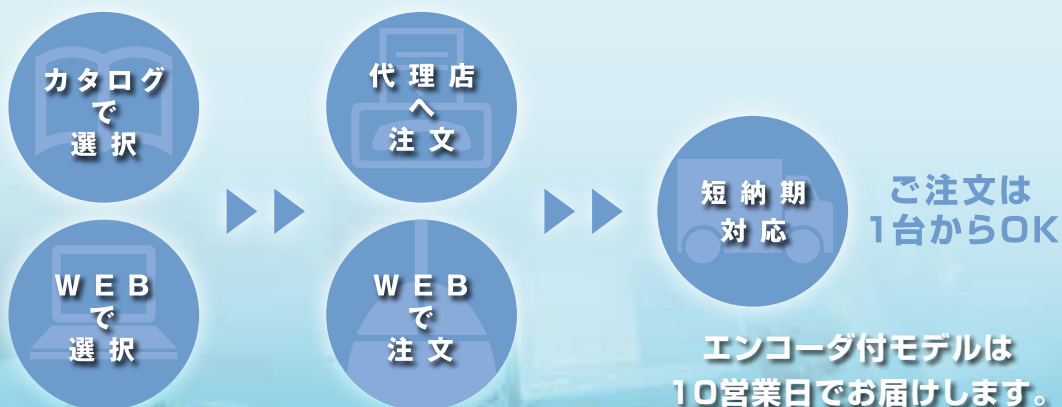 カタログ
で
選択
WEB
で
選択
代理店
へ
注文
WEB
で
注文
短納期
対応
ご注文は
1台からOK
エンコーダ付モデルは
10営業日でお届けします。